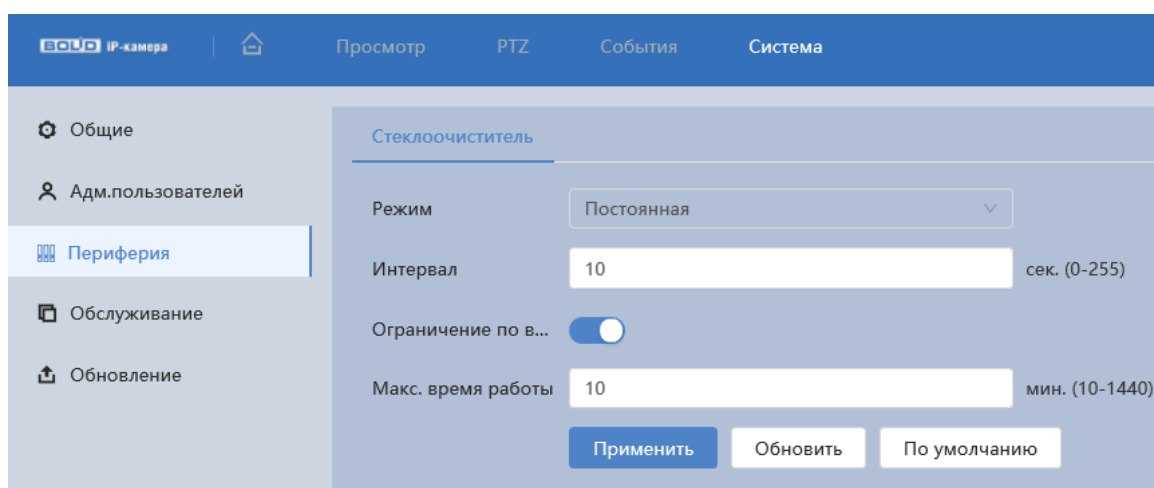 BOLID IP-камера Просмотр PTZ События Система
Общие
Адм.пользователей
Периферия
Обслуживание
Обновление
Стеклоочиститель
Режим Постоянная
Интервал 10 сек. (0-255)
Ограничение по в...
Макс. время работы 10 мин. (10-1440)
Применить Обновить По умолчанию